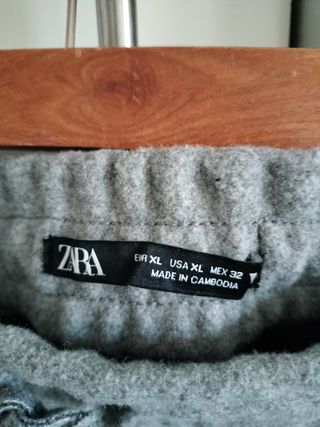 ZARA
EUR XL USA XL MEX 32
MADE IN CAMBODIA